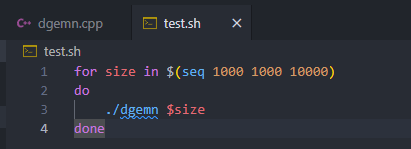 C++ dgemn.cpp test.sh ×
test.sh
1 for size in $(seq 1000 1000 10000)
2 do
3 ./dgemn $size
4 done